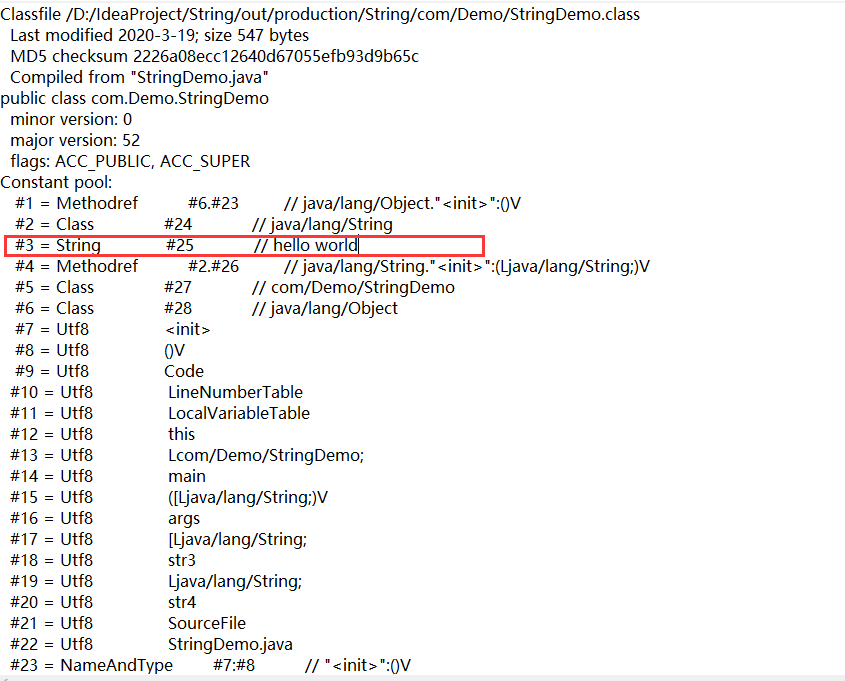 Classfile /D:/IdeaProject/String/out/production/String/com/Demo/StringDemo.class
Last modified 2020-3-19; size 547 bytes
MD5 checksum 2226a08ecc12640d67055efb93d9b65c
Compiled from "StringDemo.java"
public class com.Demo.StringDemo
minor version: 0
major version: 52
flags: ACC_PUBLIC, ACC_SUPER
Constant pool:
#1 = Methodref #6.#23 // java/lang/Object."<init>":()V
#2 = Class #24 // java/lang/String
#3 = String #25 // hello world
#4 = Methodref #2.#26 // java/lang/String."<init>":(Ljava/lang/String;)V
#5 = Class #27 // com/Demo/StringDemo
#6 = Class #28 // java/lang/Object
#7 = Utf8 <init>
#8 = Utf8 ()V
#9 = Utf8 Code
#10 = Utf8 LineNumberTable
#11 = Utf8 LocalVariableTable
#12 = Utf8 this
#13 = Utf8 Lcom/Demo/StringDemo;
#14 = Utf8 main
#15 = Utf8 ([Ljava/lang/String;)V
#16 = Utf8 args
#17 = Utf8 [Ljava/lang/String;
#18 = Utf8 str3
#19 = Utf8 Ljava/lang/String;
#20 = Utf8 str4
#21 = Utf8 SourceFile
#22 = Utf8 StringDemo.java
#23 = NameAndType #7:#8 // "<init>":()V